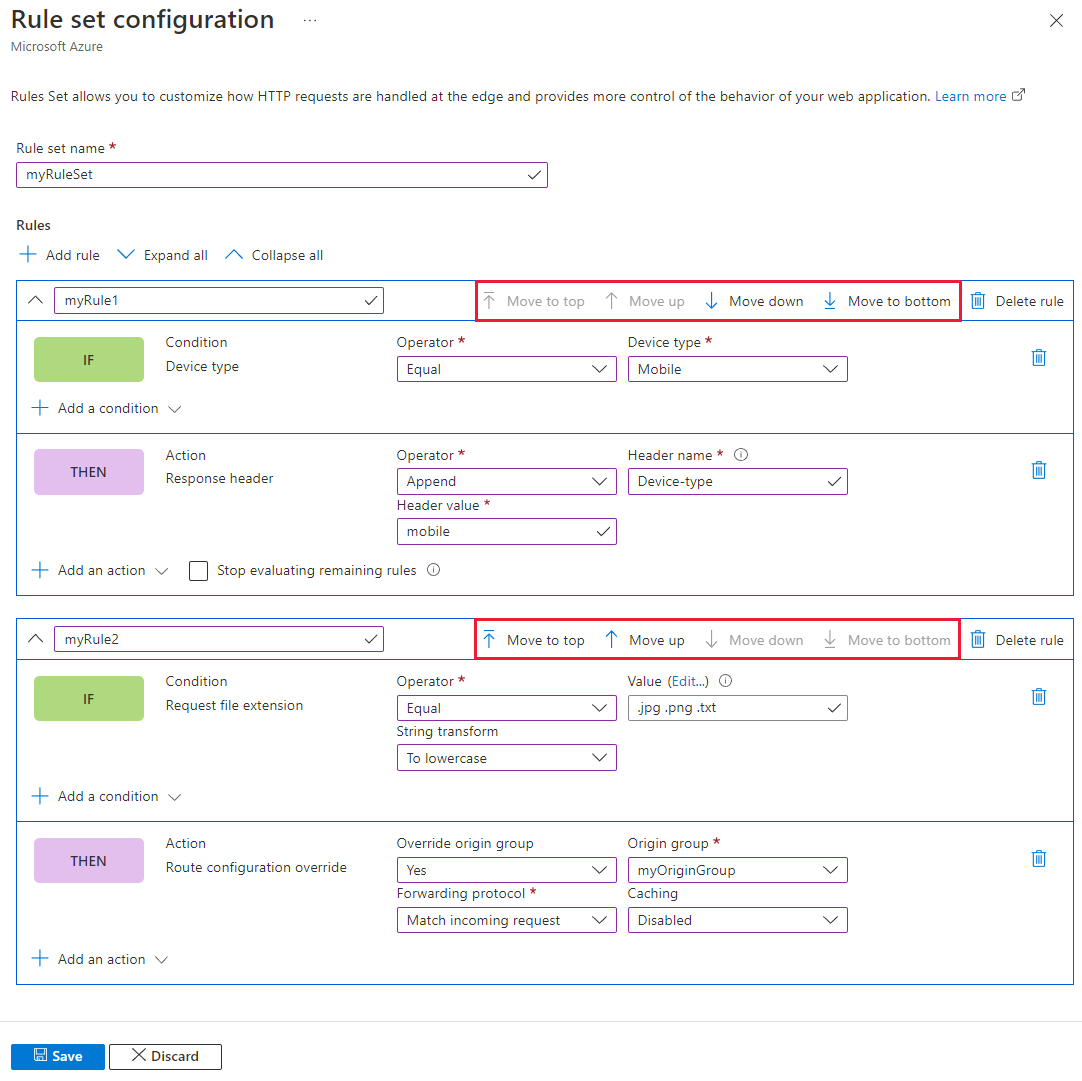 Rule set configuration ...
Microsoft Azure
Rules Set allows you to customize how HTTP requests are handled at the edge and provides more control of the behavior of your web application. Learn more
Rule set name *
myRuleSet
Rules
Add rule Expand all Collapse all
myRule1 Move to top Move up Move down Move to bottom Delete rule
IF Condition Operator * Device type *
Device type Equal Mobile
Add a condition
THEN Action Operator * Header name *
Response header Append Device-type
Header value *
mobile
Add an action Stop evaluating remaining rules
myRule2 Move to top Move up Move down Move to bottom Delete rule
IF Condition Operator * Value (Edit...)
Request file extension Equal .jpg .png .txt
String transform
To lowercase
Add a condition
THEN Action Override origin group Origin group *
Route configuration override Yes myOriginGroup
Forwarding protocol * Caching
Match incoming request Disabled
Add an action
Save Discard